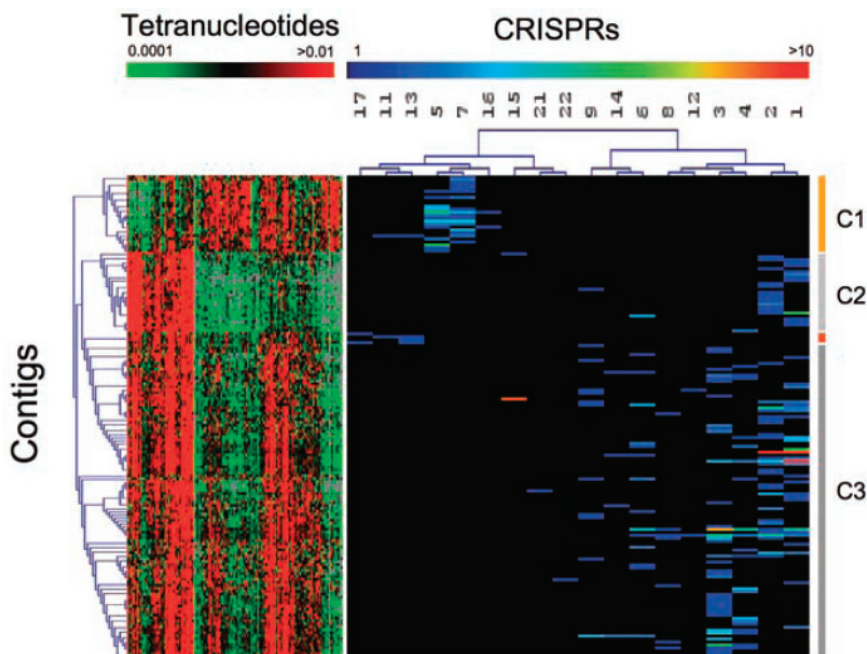 Tetranucleotides
CRISPRs
0.0001
>0.01
1
>10
17 11 13 5 7 16 15 21 22 9 14 6 8 12 3 4 2 1
C1
C2
C3
Contigs